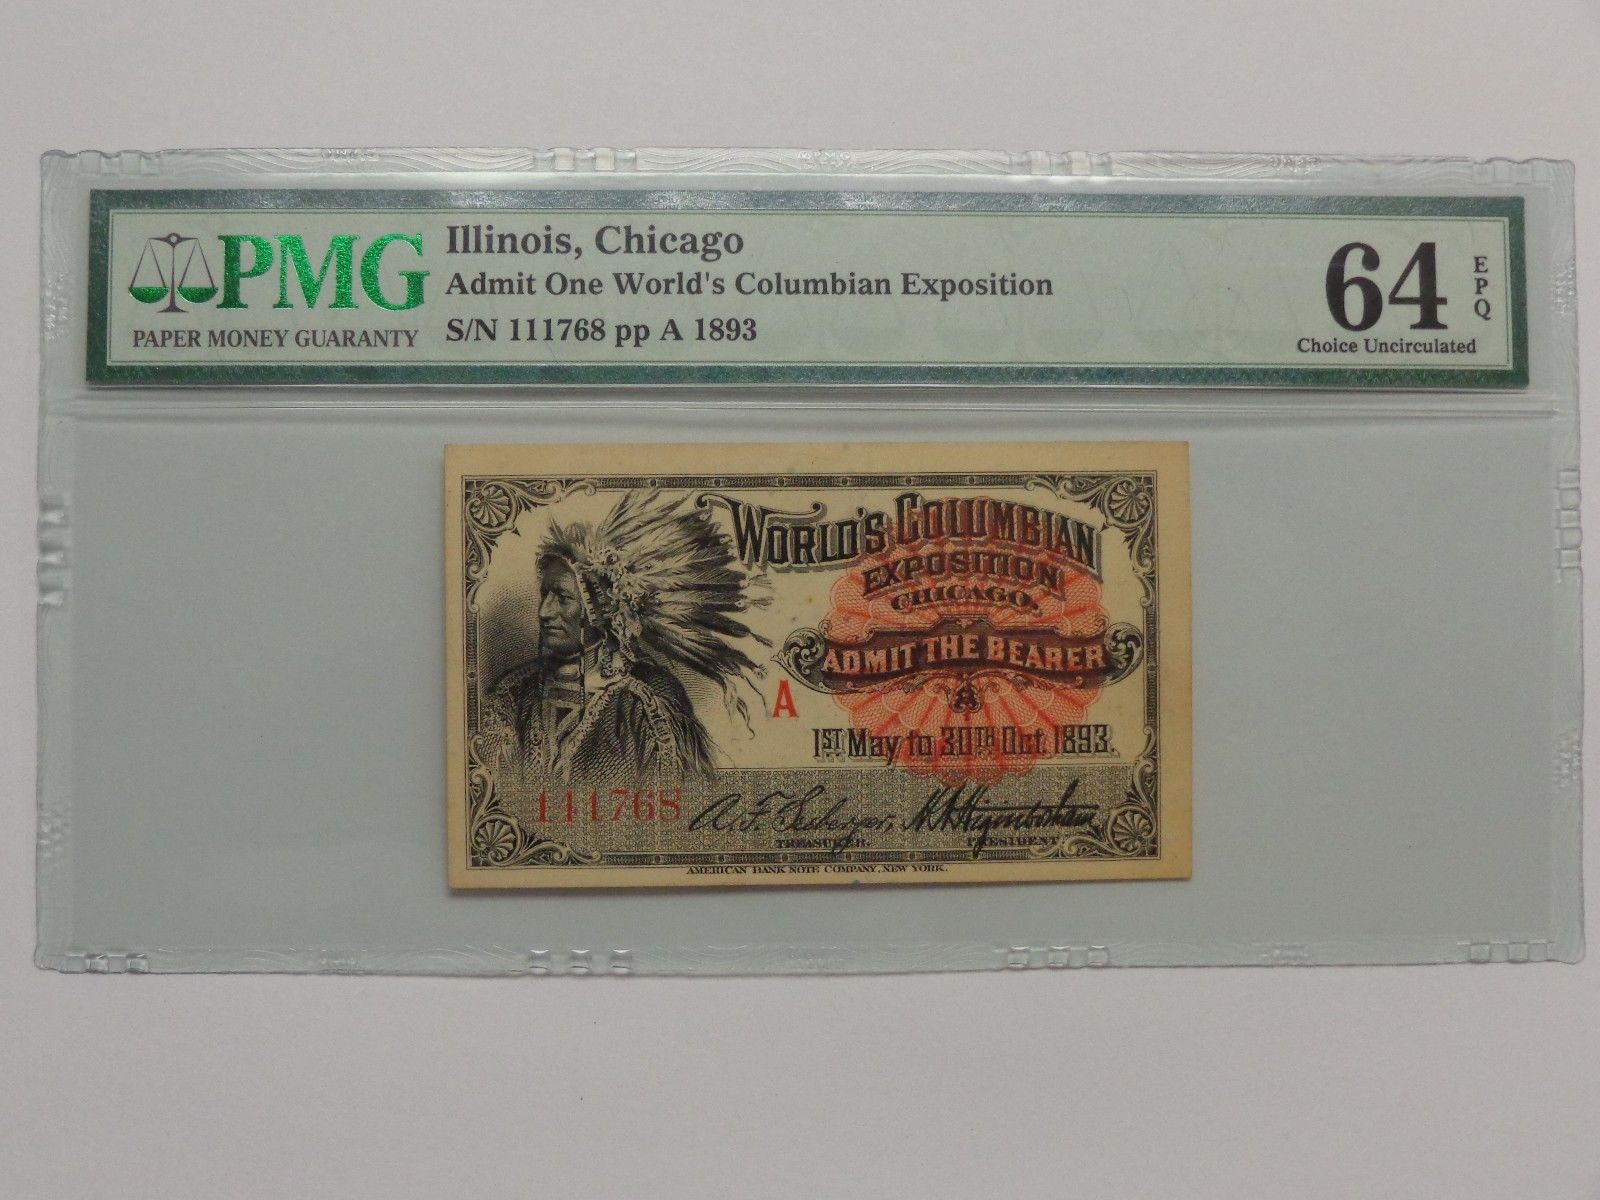 PMG
PAPER MONEY GUARANTY
Illinois, Chicago
Admit One World's Columbian Exposition
S/N 111768 pp A 1893
64
EPQ
Choice Uncirculated
WORLD'S COLUMBIAN
EXPOSITION
CHICAGO.
ADMIT THE BEARER
A
1ST May to 30TH Oct. 1893.
111768
A. F. Seeberger,
H N Higinbotham
TREASURER.
PRESIDENT
AMERICAN BANK NOTE COMPANY, NEW YORK.